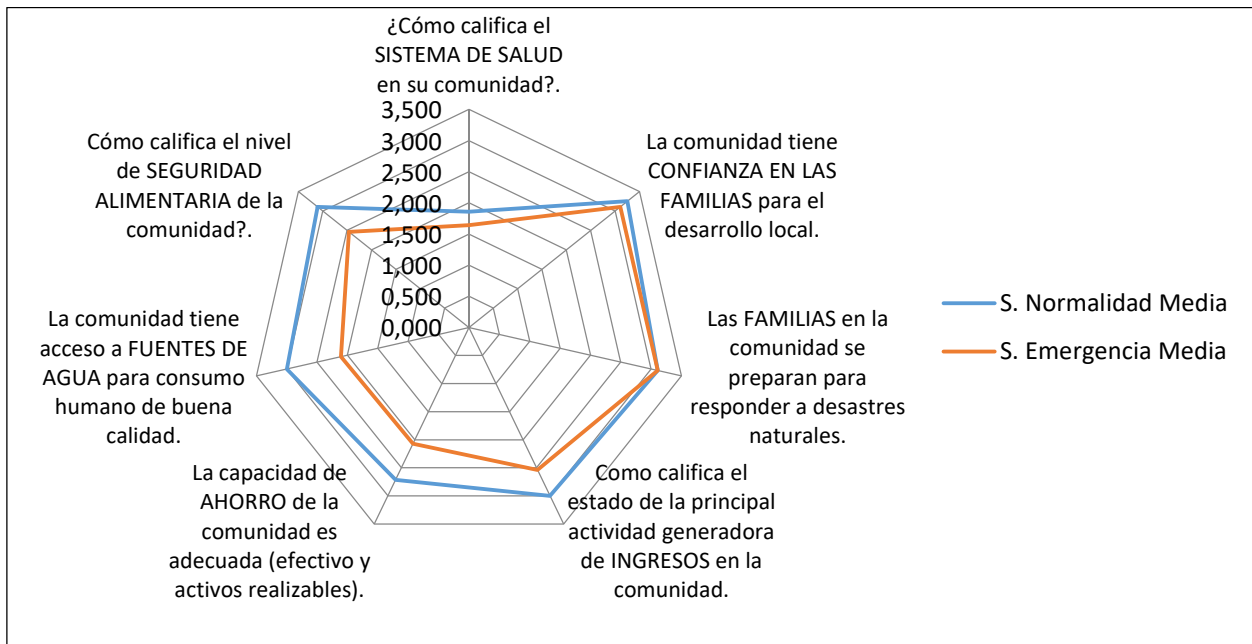 ¿Cómo califica el
SISTEMA DE SALUD
en su comunidad?.
3,500
3,000
2,500
2,000
1,500
1,000
0,500
0,000
La comunidad tiene
CONFIANZA EN LAS
FAMILIAS para el
desarrollo local.
Las FAMILIAS en la
comunidad se
preparan para
responder a desastres
naturales.
Como califica el
estado de la principal
actividad generadora
de INGRESOS en la
comunidad.
La capacidad de
AHORRO de la
comunidad es
adecuada (efectivo y
activos realizables).
La comunidad tiene
acceso a FUENTES DE
AGUA para consumo
humano de buena
calidad.
Cómo califica el nivel
de SEGURIDAD
ALIMENTARIA de la
comunidad?.
S. Normalidad Media
S. Emergencia Media